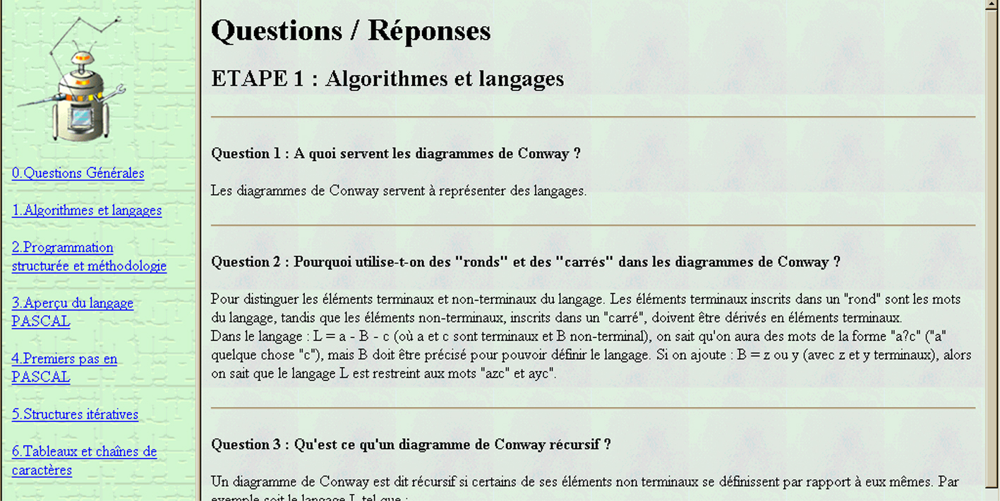 0.Questions Générales
1.Algorithmes et langages
2.Programmation
structurée et méthodologie
3.Aperçu du langage
PASCAL
4.Premiers pas en
PASCAL
5.Structures itératives
6.Tableaux et chaînes de
caractères
Questions / Réponses
ETAPE 1 : Algorithmes et langages
Question 1 : A quoi servent les diagrammes de Conway ?
Les diagrammes de Conway servent à représenter des langages.
Question 2 : Pourquoi utilise-t-on des "ronds" et des "carrés" dans les diagrammes de Conway ?
Pour distinguer les éléments terminaux et non-terminaux du langage. Les éléments terminaux inscrits dans un "rond" sont les mots
du langage, tandis que les éléments non-terminaux, inscrits dans un "carré", doivent être dérivés en éléments terminaux.
Dans le langage : L = a - B - c (où a et c sont terminaux et B non-terminal), on sait qu'on aura des mots de la forme "a?c" ("a"
quelque chose "c"), mais B doit être précisé pour pouvoir définir le langage. Si on ajoute : B = z ou y (avec z et y terminaux), alors
on sait que le langage L est restreint aux mots "azc" et ayc".
Question 3 : Qu'est ce qu'un diagramme de Conway récursif ?
Un diagramme de Conway est dit récursif si certains de ses éléments non terminaux se définissent par rapport à eux mêmes. Par
exemple soit le langage L tel que :